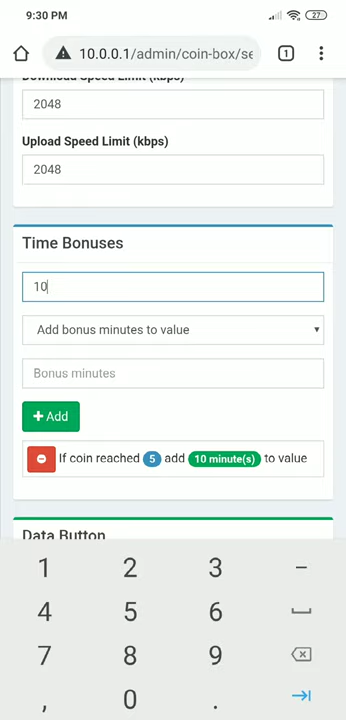 9:30 PM
27
10.0.0.1/admin/coin-box/se
1
Download Speed Limit (kbps)
2048
Upload Speed Limit (kbps)
2048
Time Bonuses
10
Add bonus minutes to value
Bonus minutes
+ Add
If coin reached 5 add 10 minute(s) to value
Data Button
1 2 3 –
4 5 6
7 8 9
, 0 .